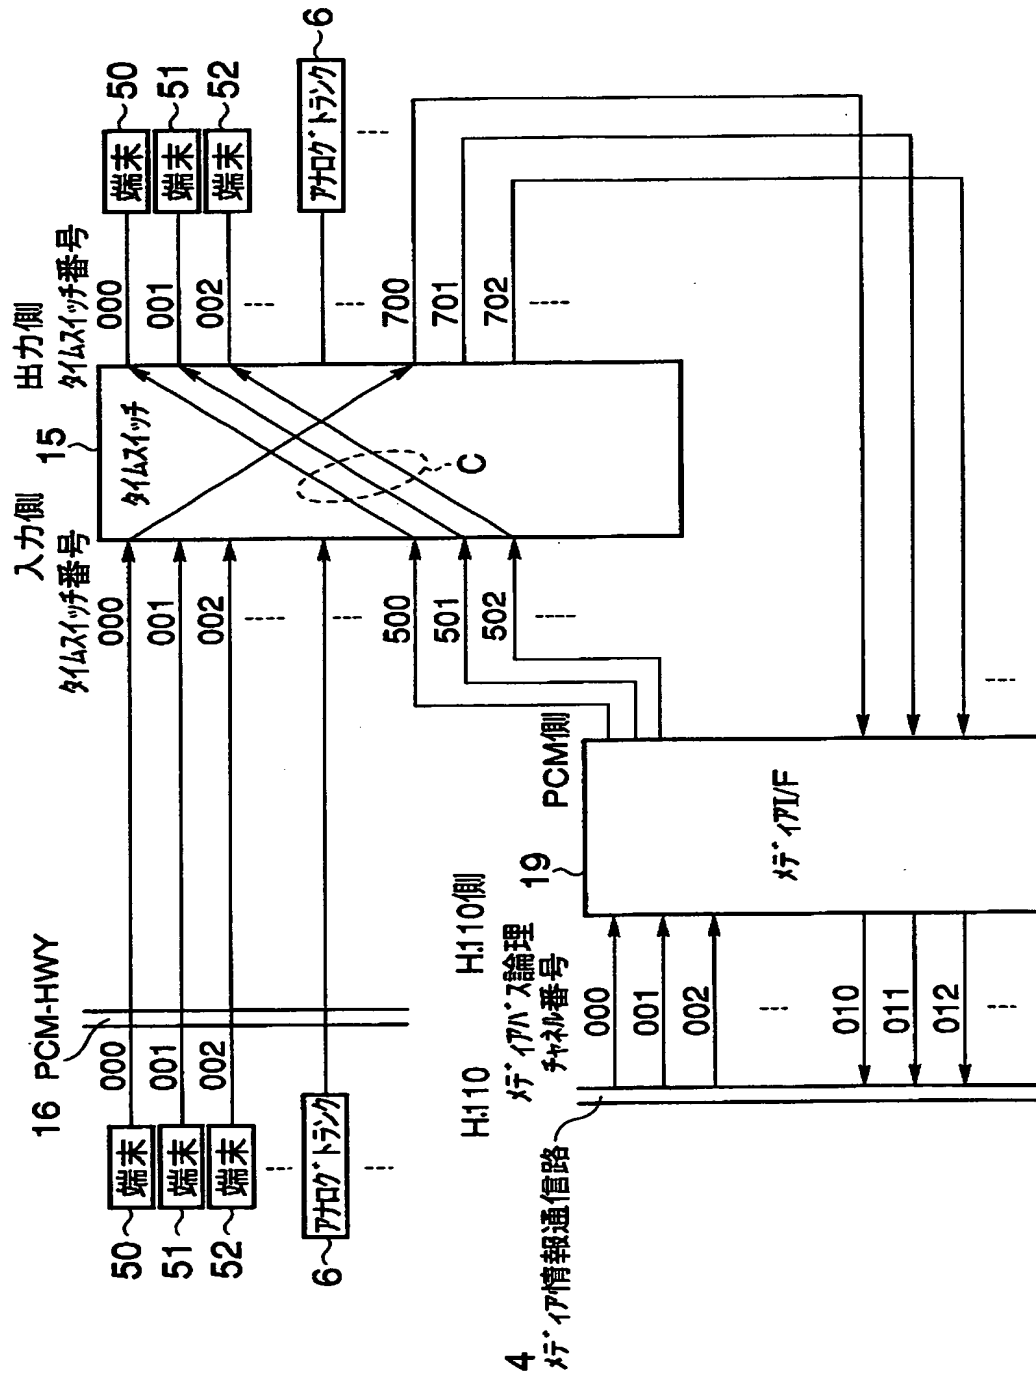 16 PCM-HWY
入力側
タイムスイッチ番号
15
出力側
タイムスイッチ番号
50 端末 000 000
51 端末 001 001
52 端末 002 002
6 アナログトランク
タイムスイッチ
C
000 端末 50
001 端末 51
002 端末 52
アナログトランク 6
500
501
502
700
701
702
H.110
メディアバス論理
チャネル番号
H.110側
19
PCM側
4
メディア情報通信路
000
001
002
010
011
012
メディアI/F